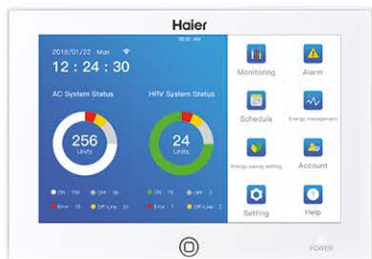 Haier
2016/01/22 Mon
12 : 24 : 30
AC System Status
HRV System Status
256
Units
24
Units
ON
OFF
ON
OFF
Error
Off-Line
Error
Off-Line
Monitoring
Alarm
Schedule
Energy management
Energy saving setting
Account
Setting
Help
POWER